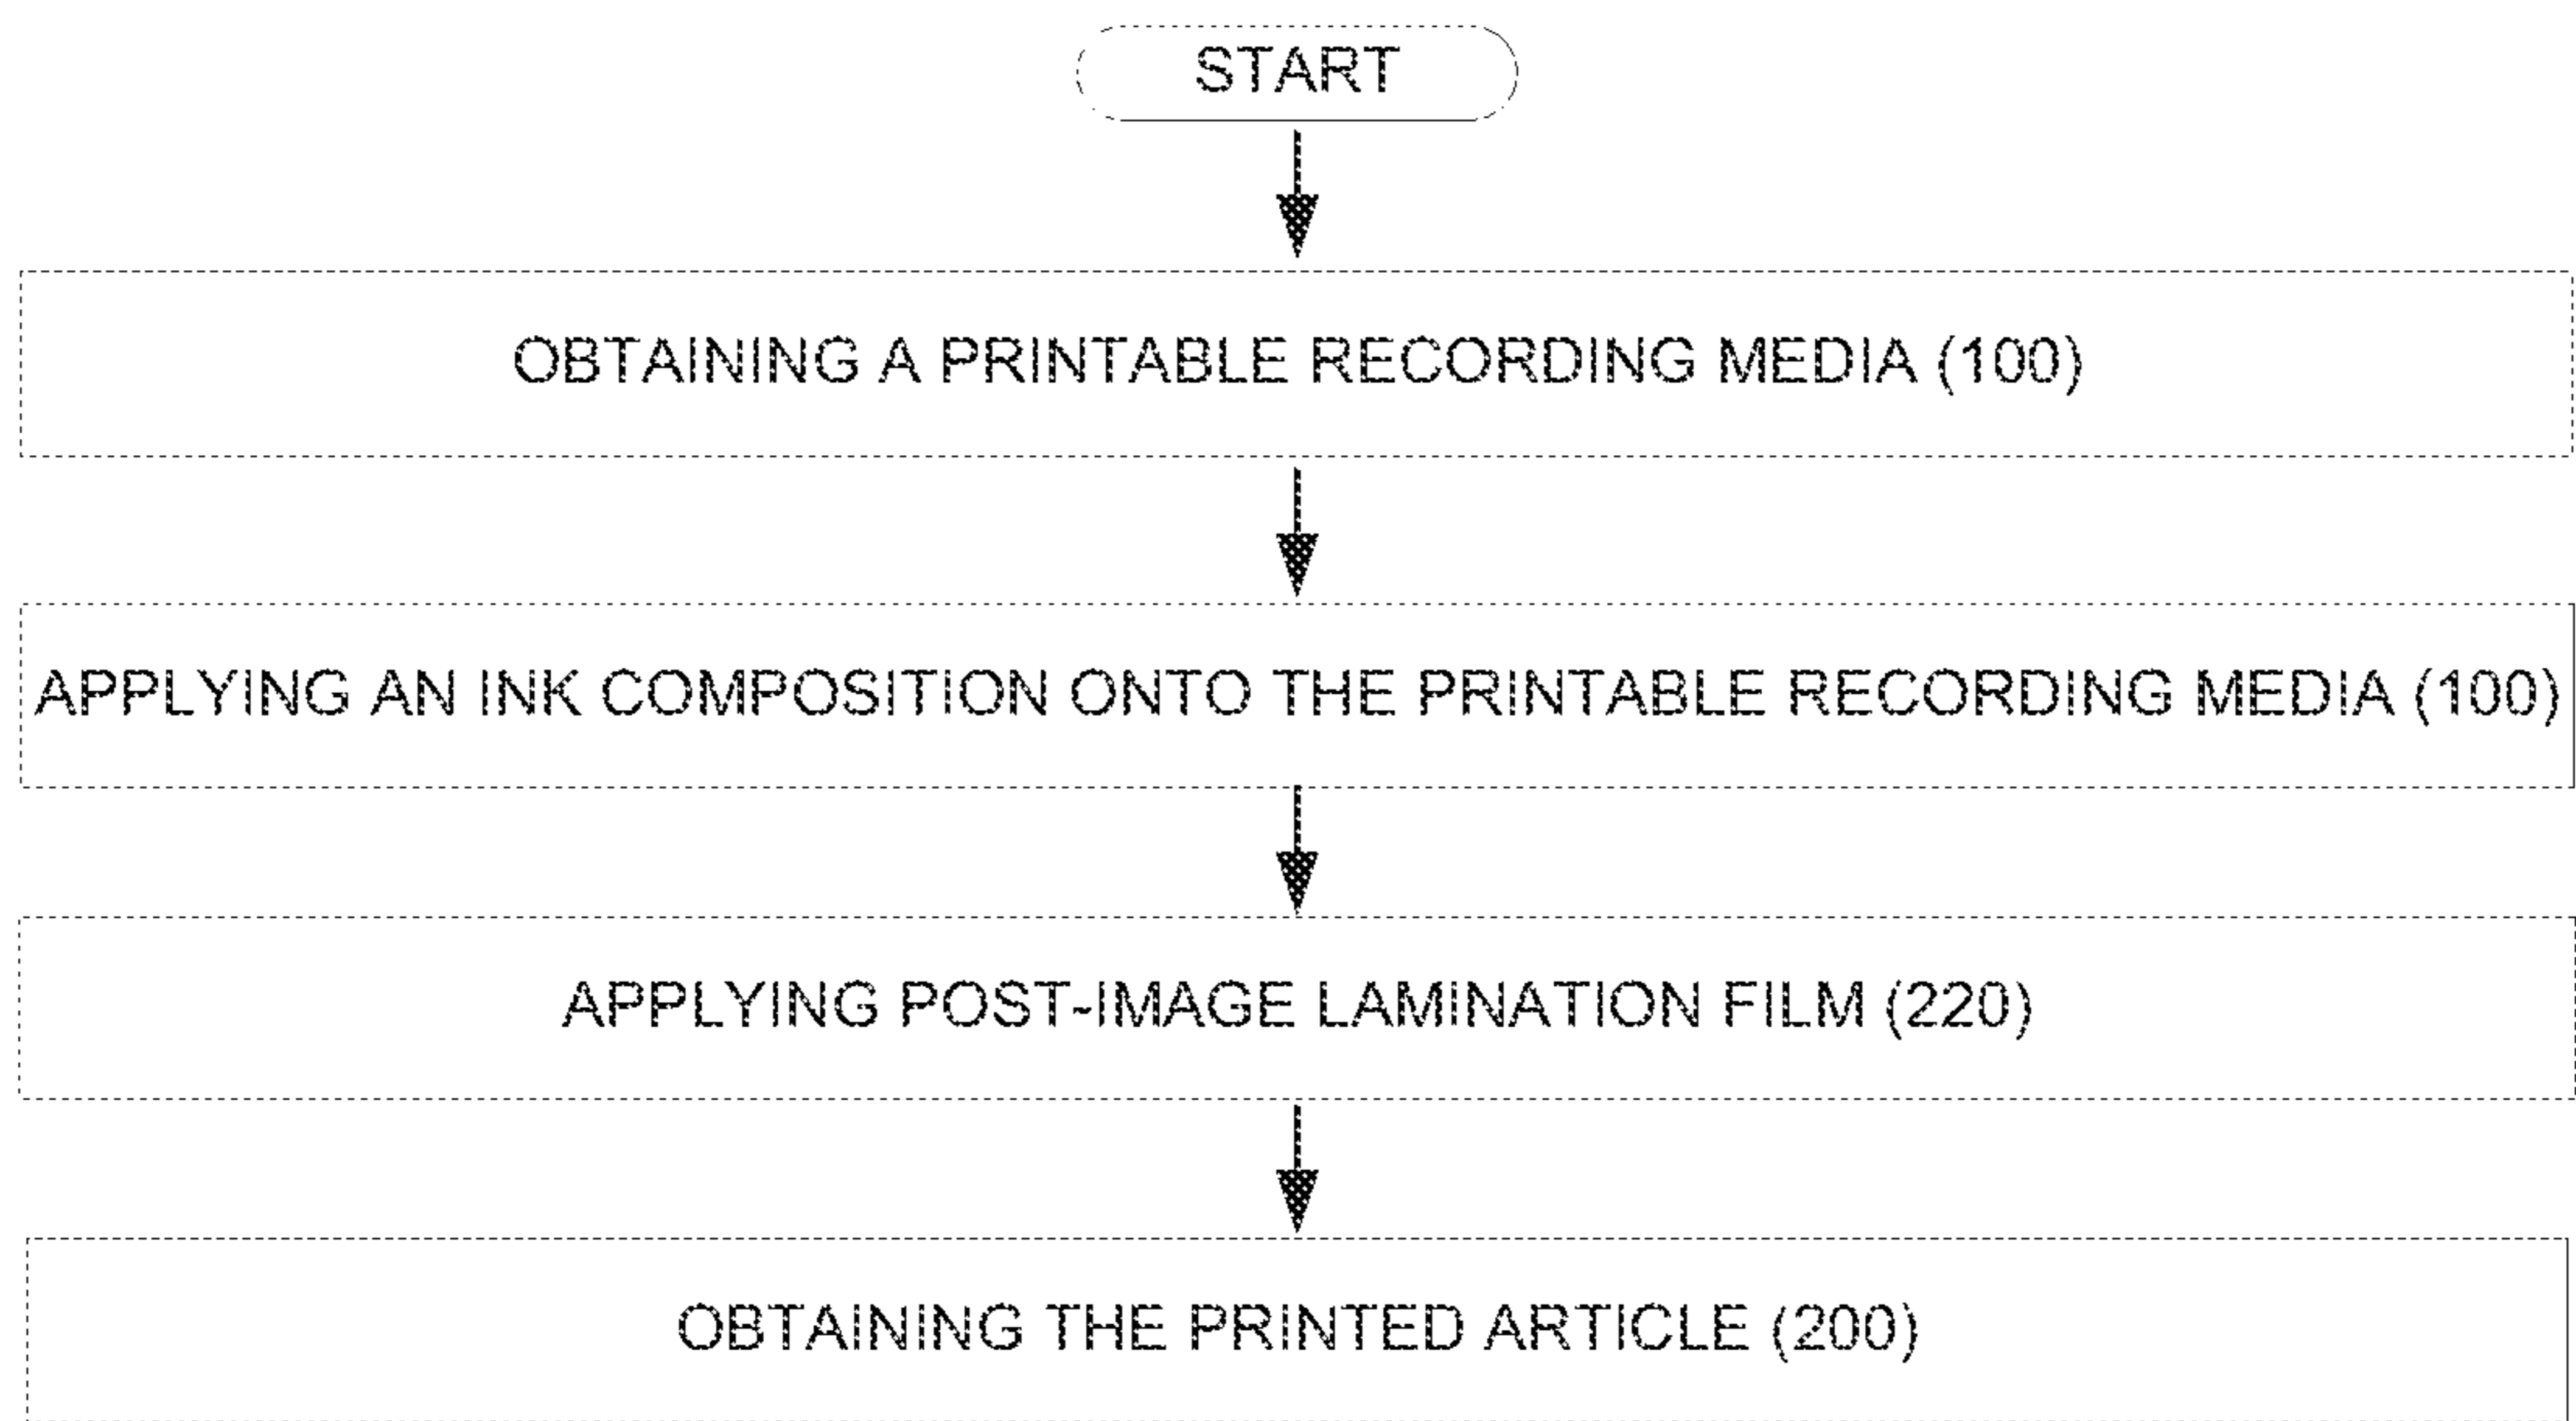 START
OBTAINING A PRINTABLE RECORDING MEDIA (100)
APPLYING AN INK COMPOSITION ONTO THE PRINTABLE RECORDING MEDIA (100)
APPLYING POST-IMAGE LAMINATION FILM (220)
OBTAINING THE PRINTED ARTICLE (200)